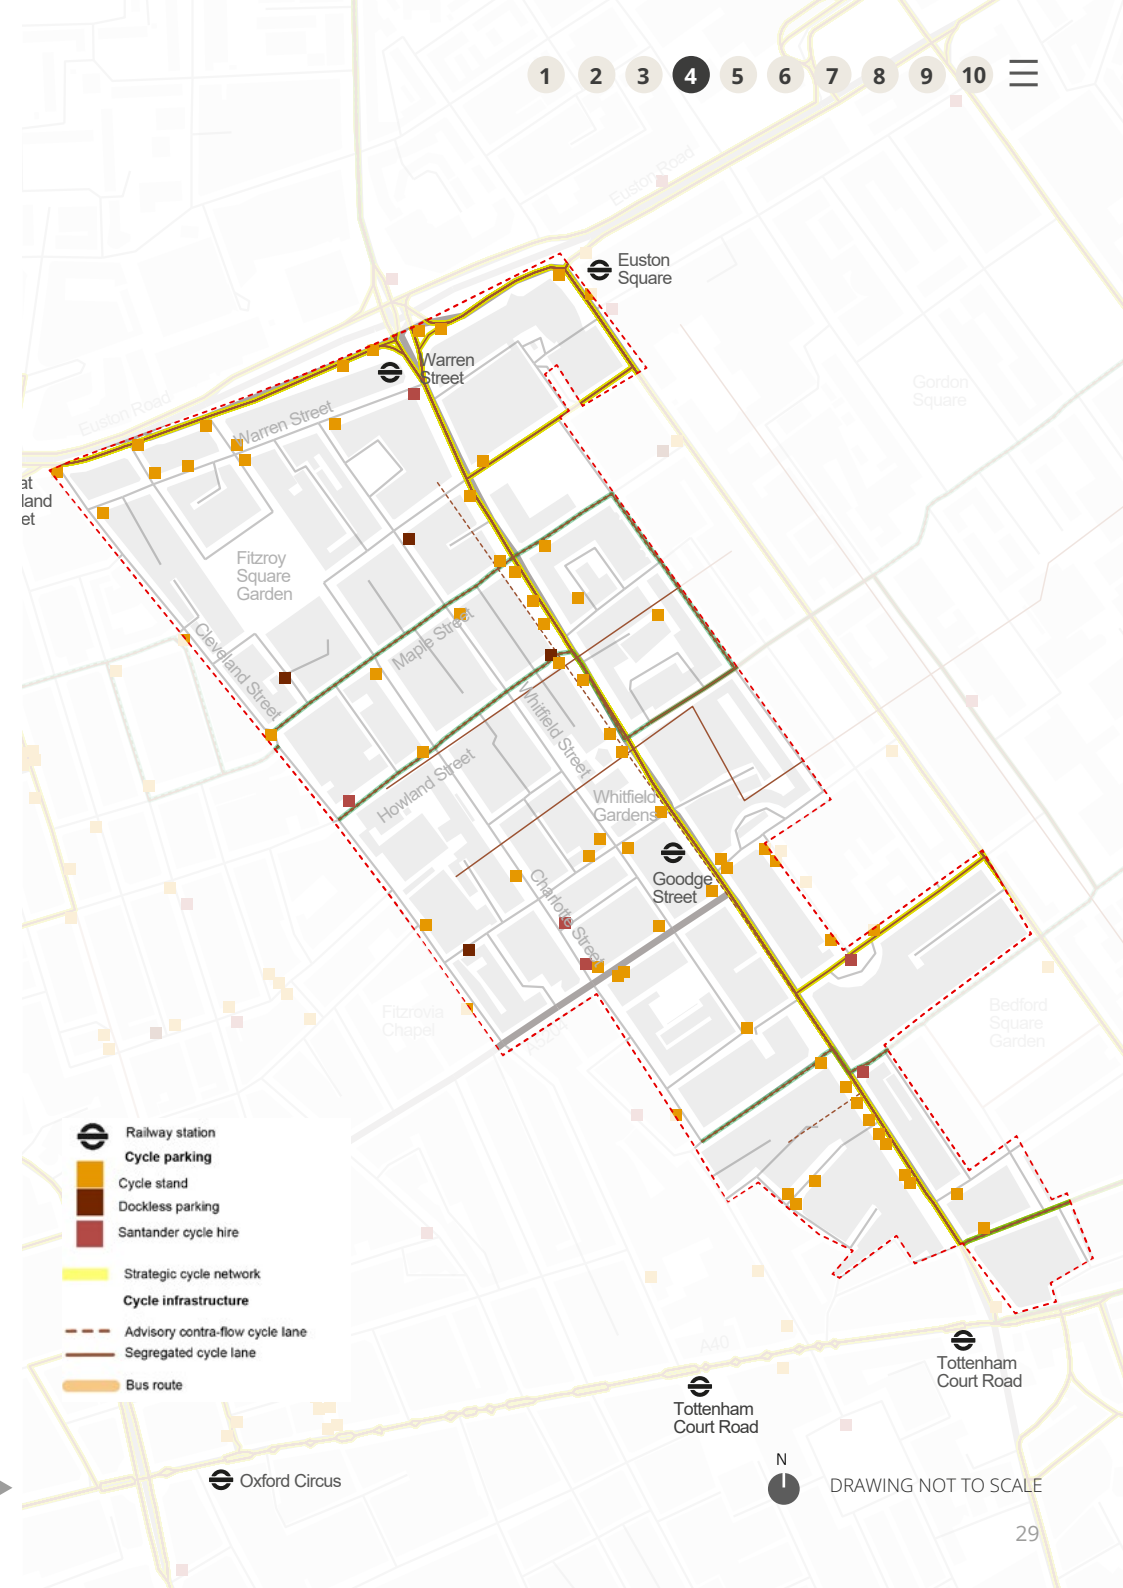 1 2 3 4 5 6 7 8 9 10
Euston Road
Euston
Square
Warren
Street
Gordon
Square
Euston Road
Warren Street
at
land
et
Fitzroy
Square
Garden
Maple Street
Cleveland Street
Whitfield Street
Howland Street
Whitfield
Gardens
Goodge
Street
Charlotte Street
Fitzrovia
Chapel
Bedford
Square
Garden
Railway station
Cycle parking
Cycle stand
Dockless parking
Santander cycle hire
Strategic cycle network
Cycle infrastructure
Advisory contra-flow cycle lane
Segregated cycle lane
Bus route
A40
Tottenham
Court Road
Tottenham
Court Road
Oxford Circus
N
DRAWING NOT TO SCALE
29